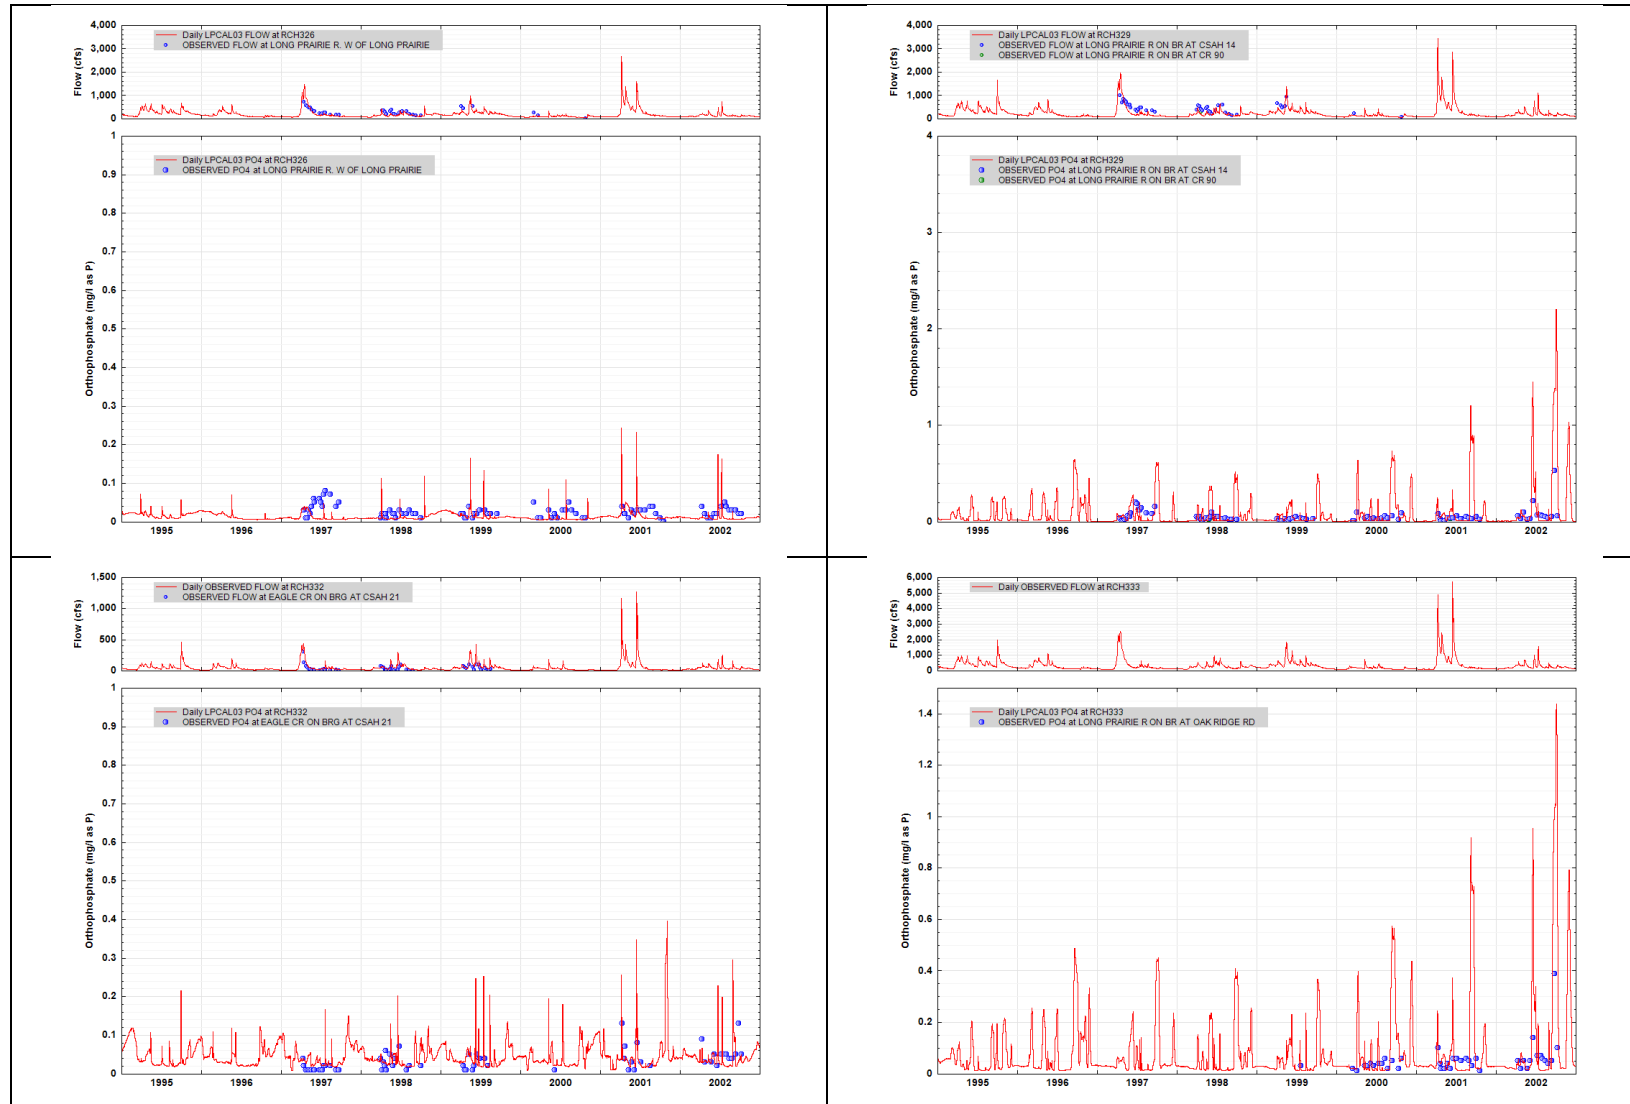 4,000
3,000
2,000
1,000
0
Flow (cfs)
Daily LPCAL03 FLOW at RCH326
OBSERVED FLOW at LONG PRAIRIE R. W OF LONG PRAIRIE
1
0.9
0.8
0.7
0.6
0.5
0.4
0.3
0.2
0.1
0
Orthophosphate (mg/l as P)
Daily LPCAL03 PO4 at RCH326
OBSERVED PO4 at LONG PRAIRIE R. W OF LONG PRAIRIE
1995 1996 1997 1998 1999 2000 2001 2002
4,000
3,000
2,000
1,000
0
Flow (cfs)
Daily LPCAL03 FLOW at RCH329
OBSERVED FLOW at LONG PRAIRIE R ON BR AT CSAH 14
OBSERVED FLOW at LONG PRAIRIE R ON BR AT CR 90
4
3
2
1
0
Orthophosphate (mg/l as P)
Daily LPCAL03 PO4 at RCH329
OBSERVED PO4 at LONG PRAIRIE R ON BR AT CSAH 14
OBSERVED PO4 at LONG PRAIRIE R ON BR AT CR 90
1995 1996 1997 1998 1999 2000 2001 2002
1,500
1,000
500
0
Flow (cfs)
Daily OBSERVED FLOW at RCH332
OBSERVED FLOW at EAGLE CR ON BRG AT CSAH 21
1
0.9
0.8
0.7
0.6
0.5
0.4
0.3
0.2
0.1
0
Orthophosphate (mg/l as P)
Daily LPCAL03 PO4 at RCH332
OBSERVED PO4 at EAGLE CR ON BRG AT CSAH 21
1995 1996 1997 1998 1999 2000 2001 2002
6,000
5,000
4,000
3,000
2,000
1,000
0
Flow (cfs)
Daily OBSERVED FLOW at RCH333
1.4
1.2
1
0.8
0.6
0.4
0.2
0
Orthophosphate (mg/l as P)
Daily LPCAL03 PO4 at RCH333
OBSERVED PO4 at LONG PRAIRIE R ON BR AT OAK RIDGE RD
1995 1996 1997 1998 1999 2000 2001 2002